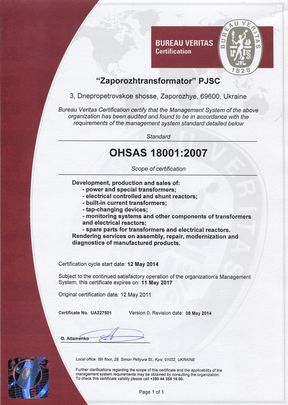 BUREAU VERITAS
Certification
BUREAU VERITAS
1828
"Zaporozhtransformator" PJSC
3, Dnepropetrovskoe shosse, Zaporozhye, 69600, Ukraine
Bureau Veritas Certification certify that the Management System of the above
organization has been audited and found to be in accordance with the
requirements of the management system standard detailed below
Standard
OHSAS 18001:2007
Scope of certification
Development, production and sales of:
- power and special transformers;
- electrical controlled and shunt reactors;
- built-in current transformers;
- tap-changing devices;
- monitoring systems and other components of transformers
and electrical reactors;
- spare parts for transformers and electrical reactors.
Rendering services on assembly, repair, modernization and
diagnostics of manufactured products.
Certification cycle start date: 12 May 2014
Subject to the continued satisfactory operation of the organization's Management
System, this certificate expires on: 11 May 2017
Original certification date: 12 May 2011
Certificate No. UA227501 Version 0, Revision date: 08 May 2014
O. Adamenko
Local office: 5th floor, 29, Simon Petlyura St., Kyiv, 01032, UKRAINE
Further clarifications regarding the scope of this certificate and the applicability of the
management system requirements may be obtained by consulting the organization.
To check this certificate validity please call +380 44 354 16 00.
Page 1 of 1